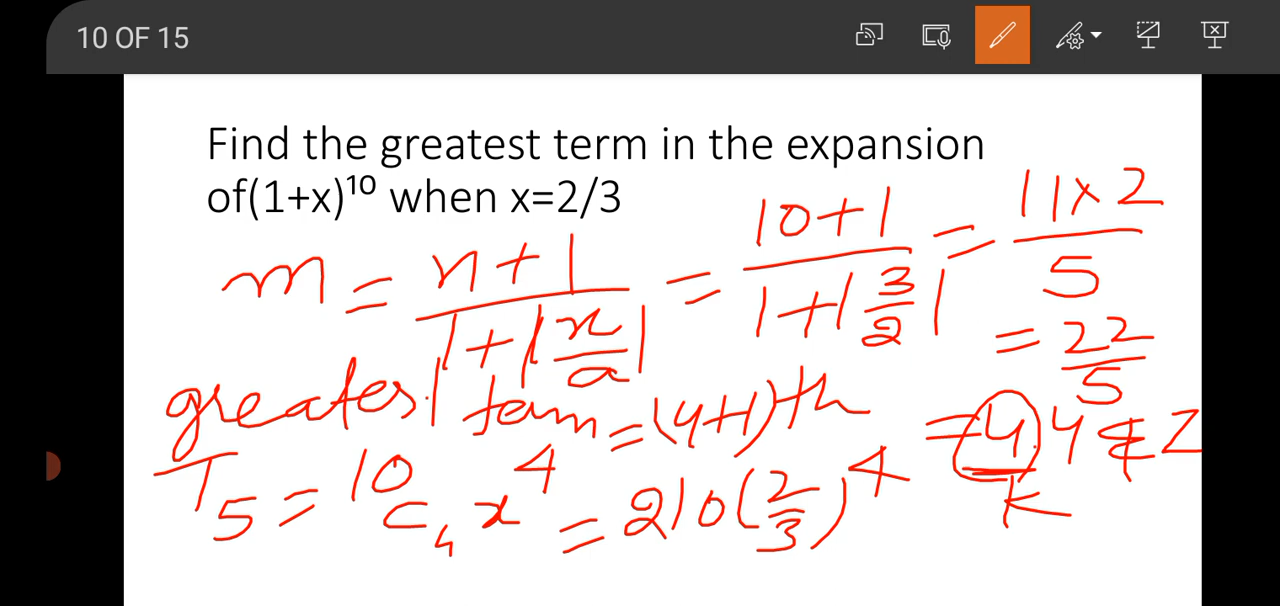 10 OF 15
Find the greatest term in the expansion
of(1+x)¹⁰ when x=2/3
m = n+1 / 1+|x/a| = 10+1 / 1+|3/2| = 11×2 / 5
= 22/5
= 4.4 ∉ Z
k
greatest term = (4+1)th
T₅ = ¹⁰C₄ x⁴ = 210(2/3)⁴